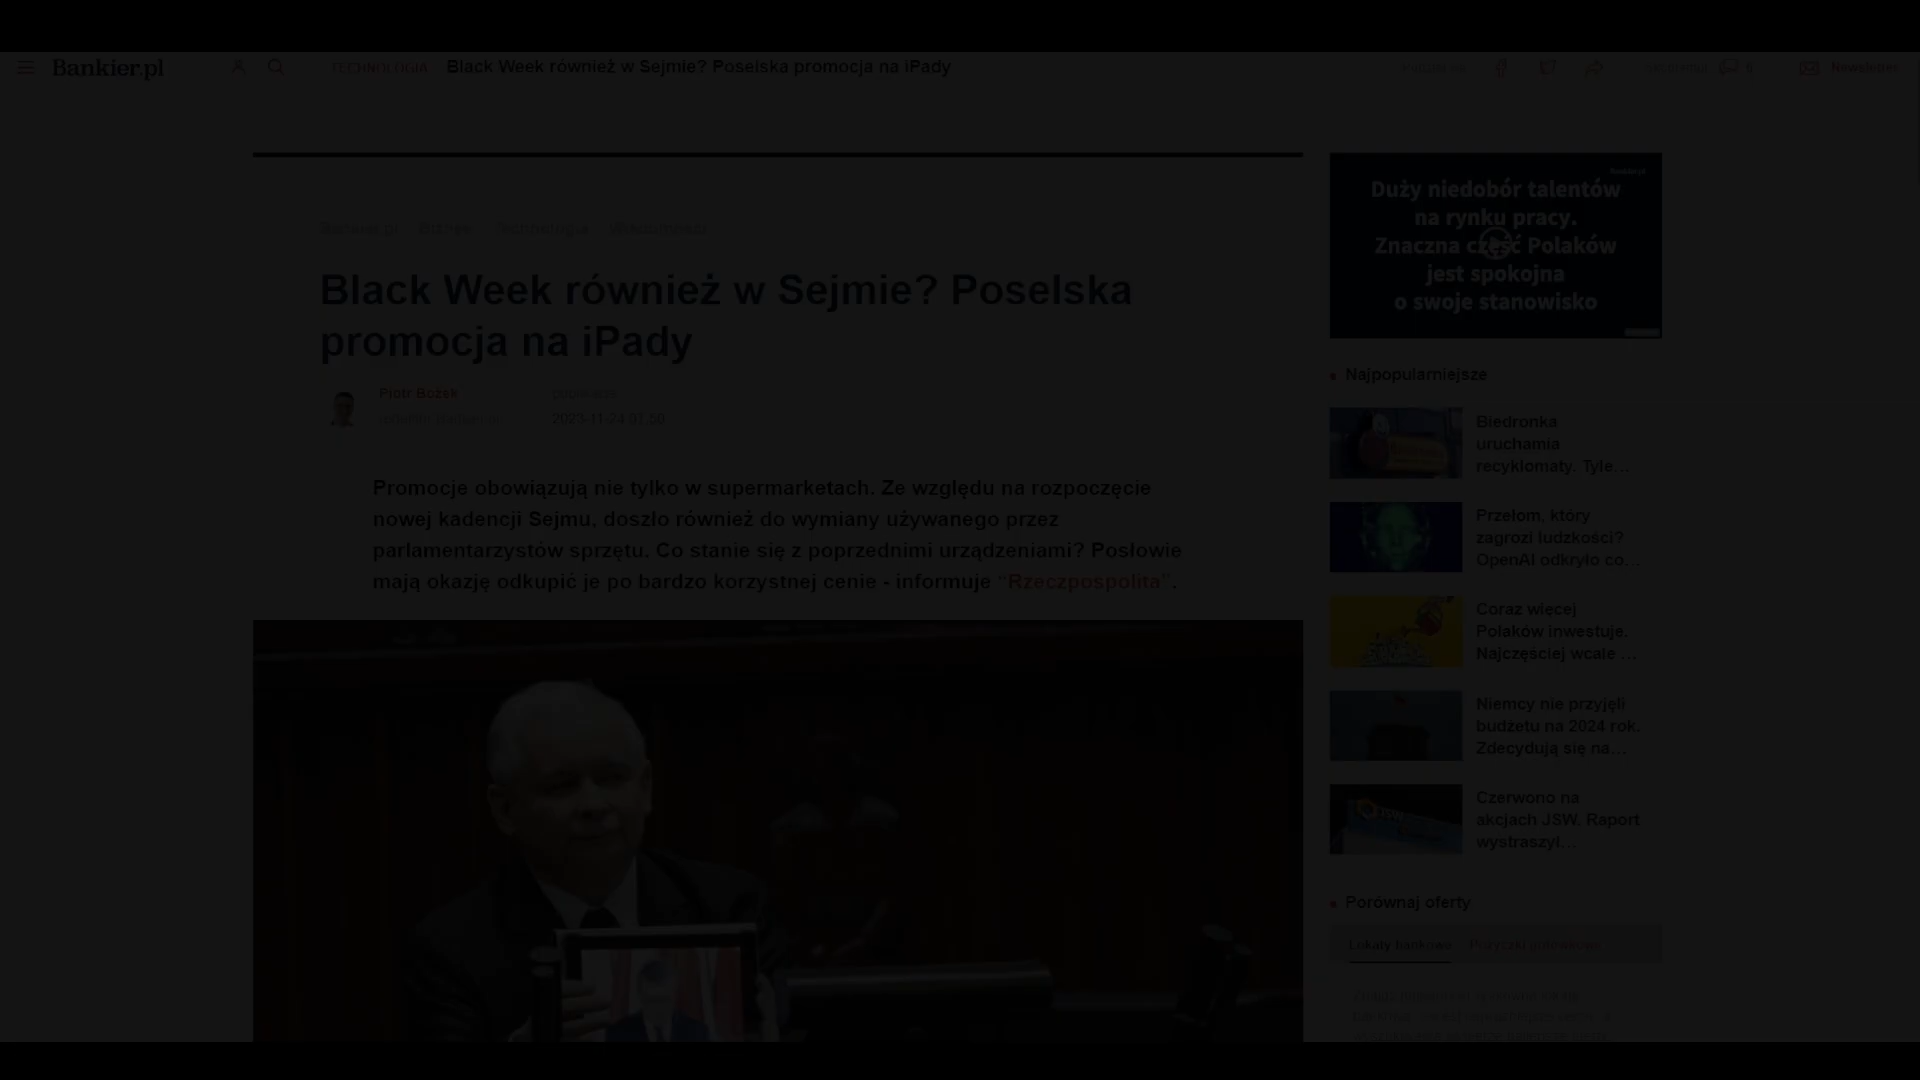 Bankier.pl
TECHNOLOGIA Black Week również w Sejmie? Poselska promocja na iPady
Newsletter
Bankier.pl Biznes Technologia Wiadomości
Black Week również w Sejmie? Poselska
promocja na iPady
Piotr Bożek
publikacja
2023-11-24 07:50
Promocje obowiązują nie tylko w supermarketach. Ze względu na rozpoczęcie
nowej kadencji Sejmu, doszło również do wymiany używanego przez
parlamentarzystów sprzętu. Co stanie się z poprzednimi urządzeniami? Posłowie
mają okazję odkupić je po bardzo korzystnej cenie - informuje “Rzeczpospolita”.
Duży niedobór talentów
na rynku pracy.
Znaczna część Polaków
jest spokojna
o swoje stanowisko
Najpopularniejsze
Biedronka
uruchamia
recyklomaty. Tyle...
Przełom, który
zagrozi ludzkości?
OpenAI odkryło co...
Coraz więcej
Polaków inwestuje.
Najczęściej wcale ...
Niemcy nie przyjęli
budżetu na 2024 rok.
Zdecydują się na...
Czerwono na
akcjach JSW. Raport
wystraszył...
Porównaj oferty
Lokaty bankowe Pożyczki gotówkowe